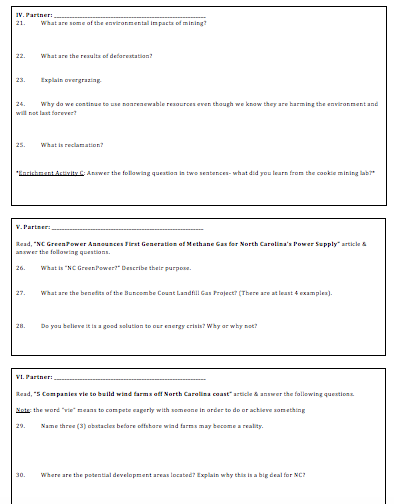 IV. Partner: ____________________________________________
21. What are some of the environmental impacts of mining?
22. What are the results of deforestation?
23. Explain overgrazing.
24. Why do we continue to use nonrenewable resources even though we know they are harming the environment and
will not last forever?
25. What is reclamation?
*Enrichment Activity C: Answer the following question in two sentences- what did you learn from the cookie mining lab?*
V. Partner: ____________________________________________
Read, "NC GreenPower Announces First Generation of Methane Gas for North Carolina's Power Supply" article &
answer the following questions.
26. What is "NC GreenPower?" Describe their purpose.
27. What are the benefits of the Buncombe Count Landfill Gas Project? (There are at least 4 examples).
28. Do you believe it is a good solution to our energy crisis? Why or why not?
VI. Partner: ____________________________________________
Read, "5 Companies vie to build wind farms off North Carolina coast" article & answer the following questions.
Note: the word "vie" means to compete eagerly with someone in order to do or achieve something
29. Name three (3) obstacles before offshore wind farms may become a reality.
30. Where are the potential development areas located? Explain why this is a big deal for NC?